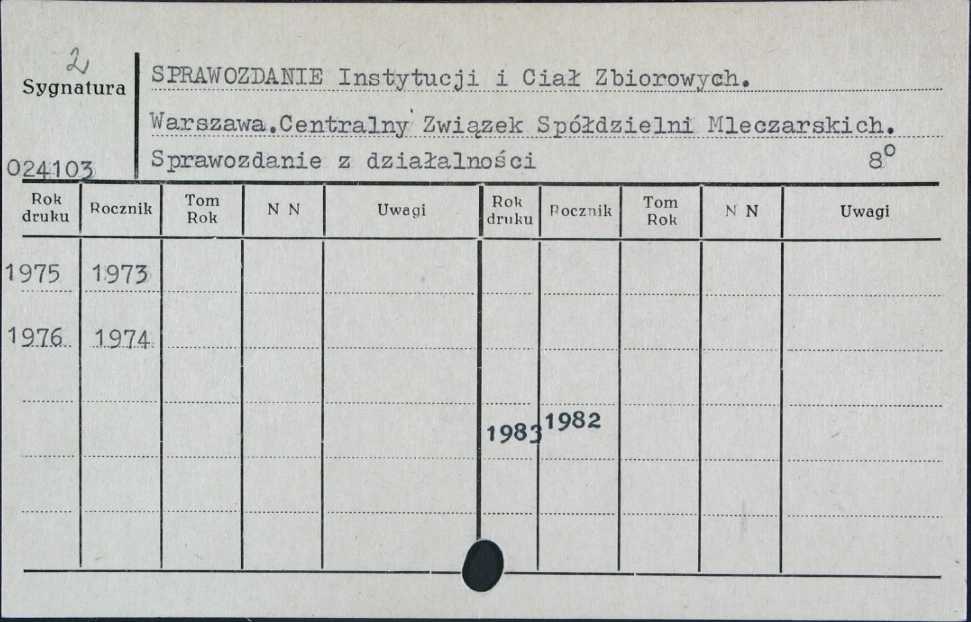 2
Sygnatura
SPRAWOZDANIE Instytucji i Ciał Zbiorowych.
Warszawa.Centralny Związek Spółdzielni Mleczarskich.
024103
Sprawozdanie z działalności 8°
Rok druku Rocznik Tom Rok N N Uwagi Rok druku Rocznik Tom Rok N N Uwagi
1975 1973
1976 1974
1983 1982